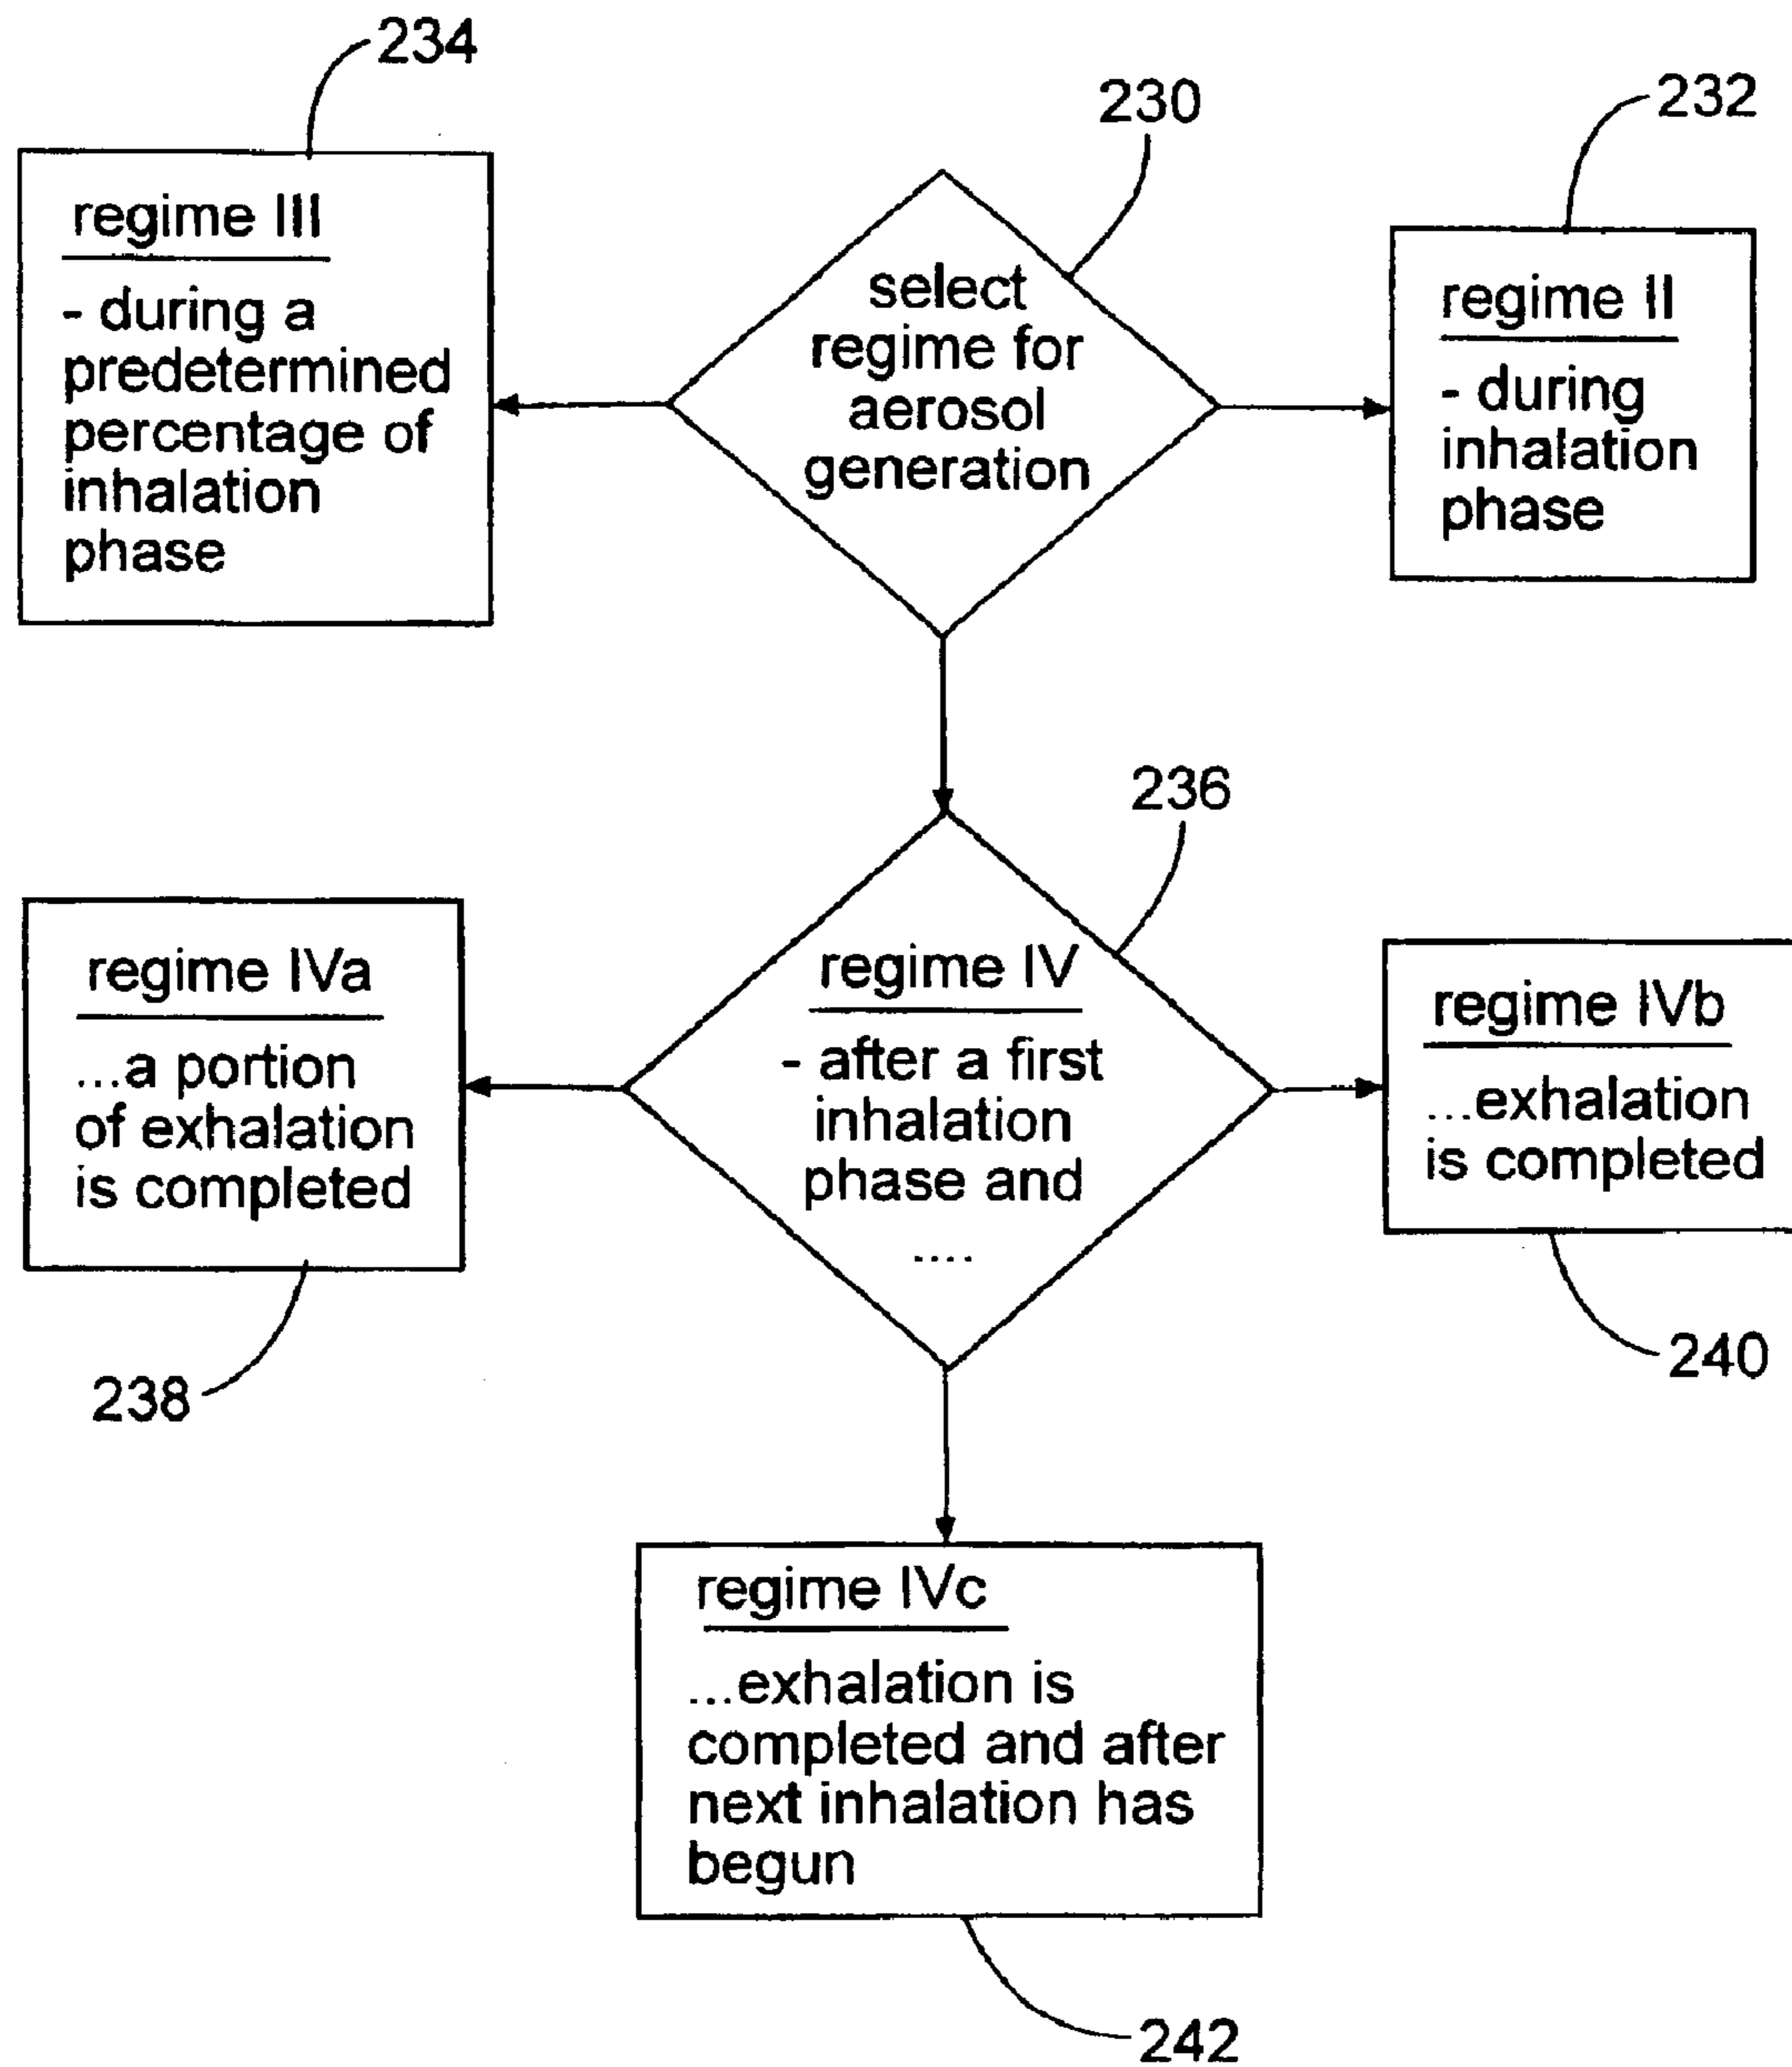 234
230
232
regime III
- during a
predetermined
percentage of
inhalation
phase
select
regime for
aerosol
generation
regime II
- during
inhalation
phase
236
regime IVa
...a portion
of exhalation
is completed
regime IV
- after a first
inhalation
phase and
....
regime IVb
...exhalation
is completed
238
240
regime IVc
...exhalation is
completed and after
next inhalation has
begun
242